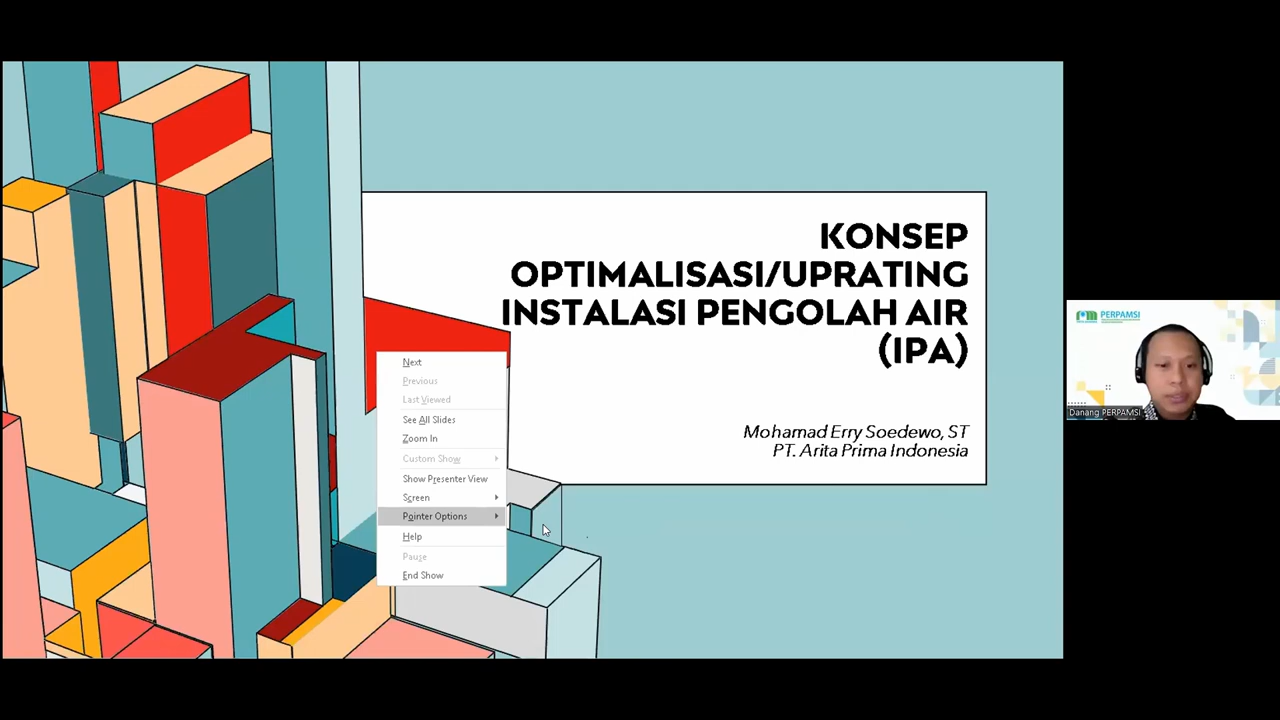 KONSEP
OPTIMALISASI/UPRATING
INSTALASI PENGOLAH AIR
(IPA)
Mohamad Erry Soedewo, ST
PT. Arita Prima Indonesia
Next
Previous
Last Viewed
See All Slides
Zoom In
Custom Show
Show Presenter View
Screen
Pointer Options
Help
Pause
End Show
PERPAMSI
Danang PERPAMSI